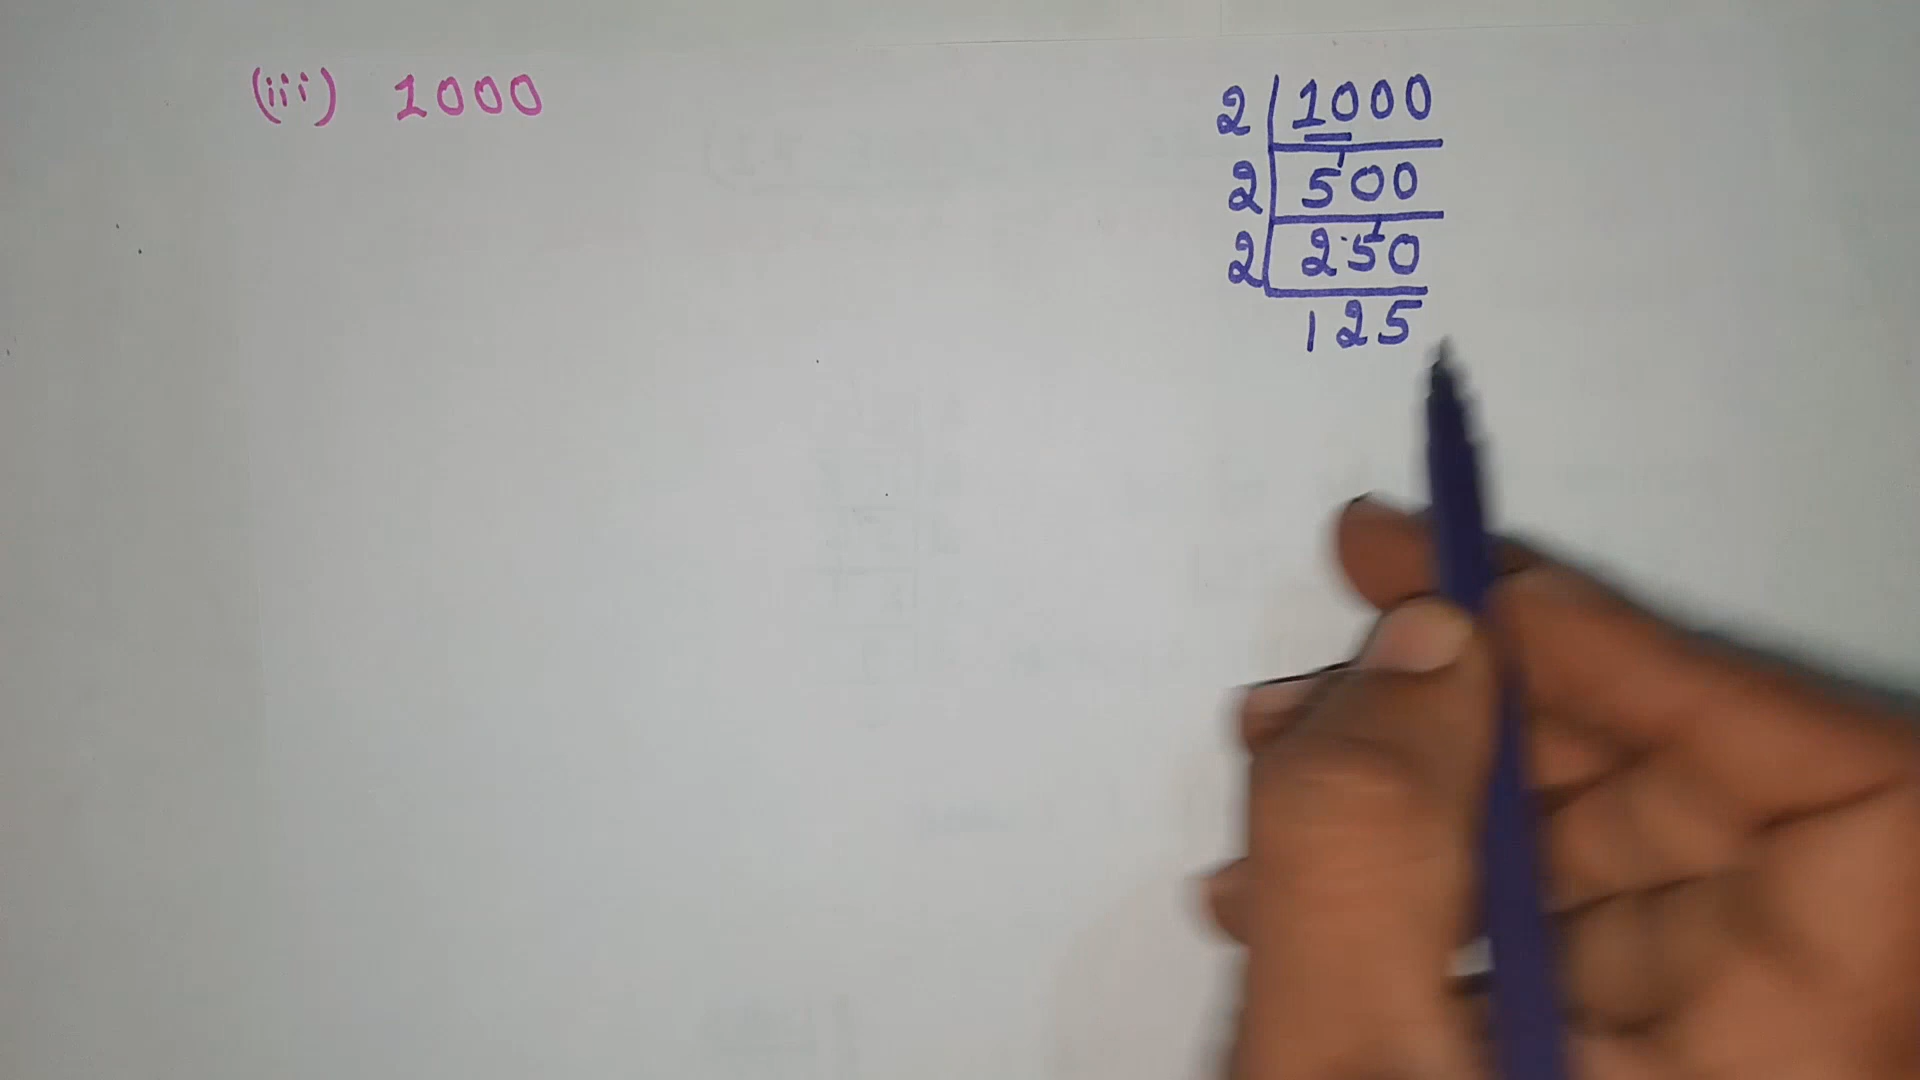 (iii) 1000
2 | 1000
2 | 500
2 | 250
125